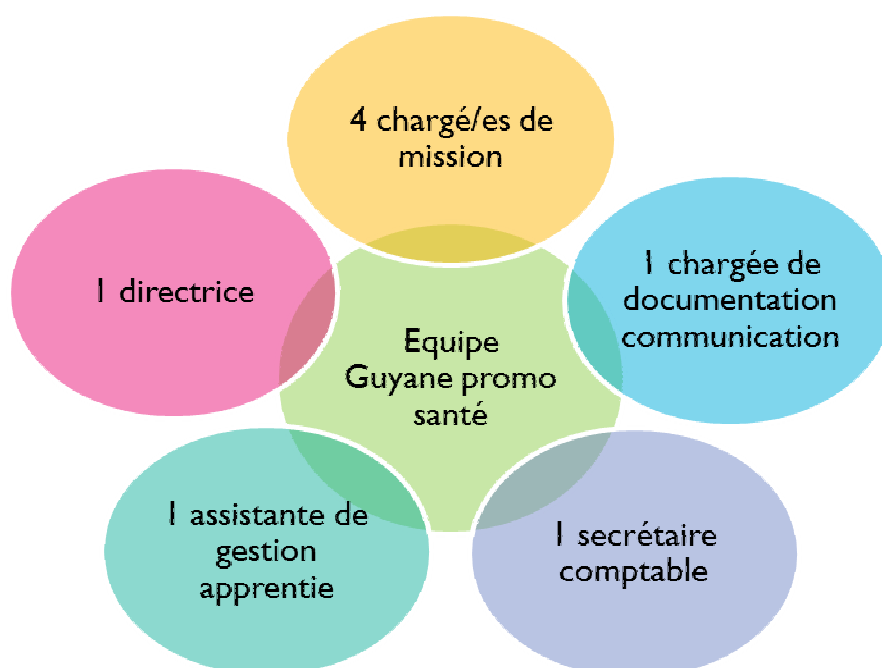 4 chargé/es de
mission
1 directrice
1 chargée de
documentation
communication
Equipe
Guyane promo
santé
1 assistante de
gestion
apprentie
1 secrétaire
comptable